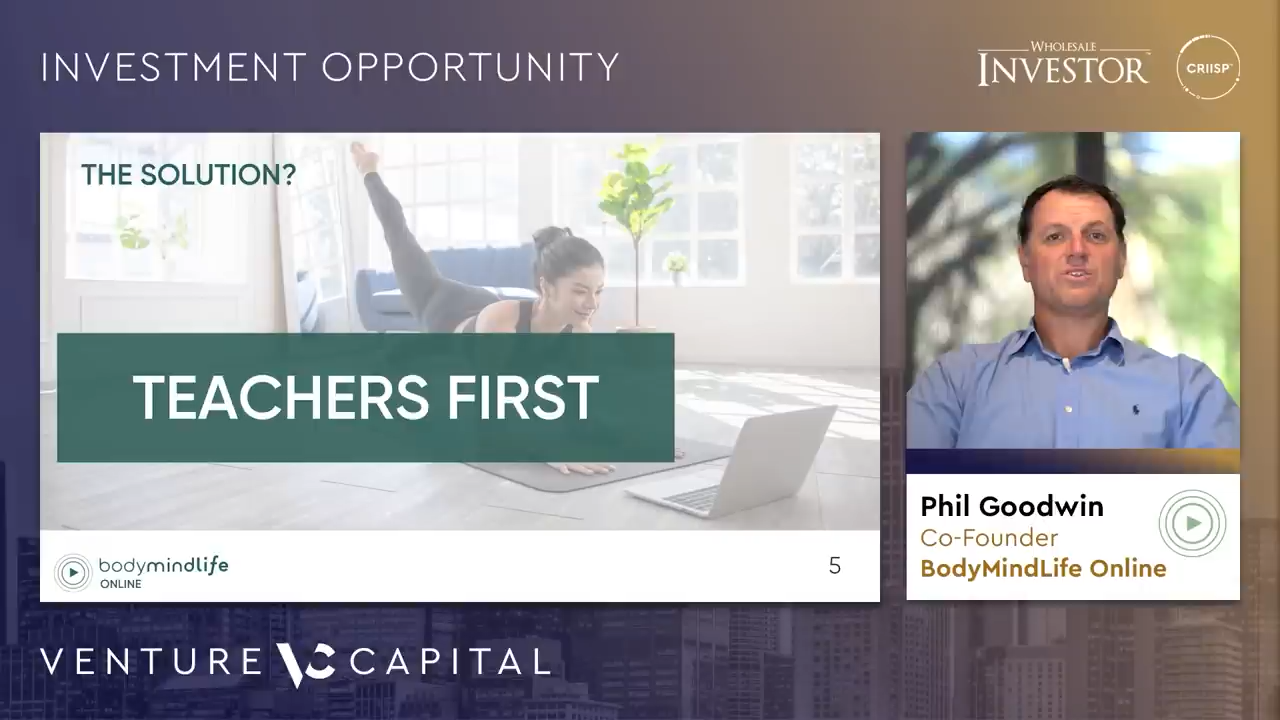 INVESTMENT OPPORTUNITY
WHOLESALE
INVESTOR
CRIISP
THE SOLUTION?
TEACHERS FIRST
bodymindlife
ONLINE
5
Phil Goodwin
Co-Founder
BodyMindLife Online
VENTURE VC CAPITAL